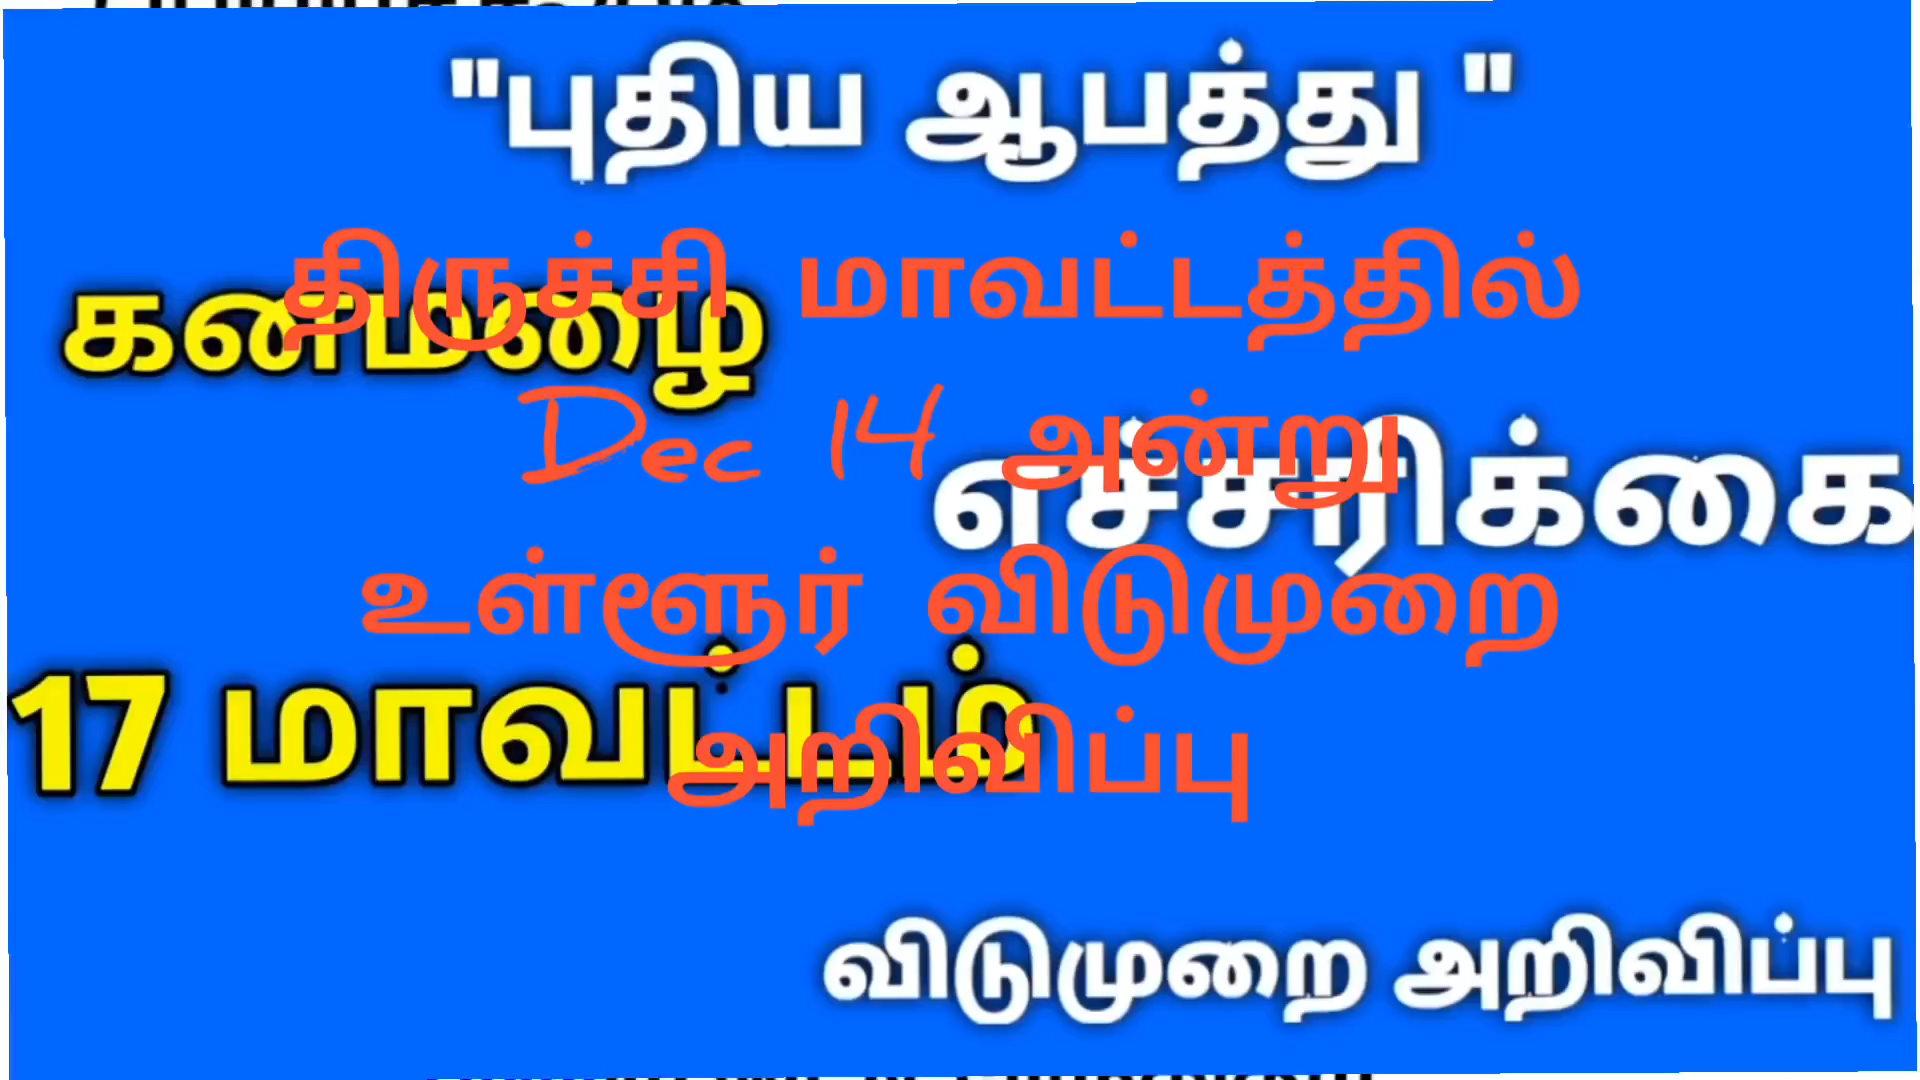 "புதிய ஆபத்து "
திருச்சி மாவட்டத்தில்
கனமழை
Dec 14 அன்று
எச்சரிக்கை
உள்ளூர் விடுமுறை
17 மாவட்டம்
அறிவிப்பு
விடுமுறை அறிவிப்பு